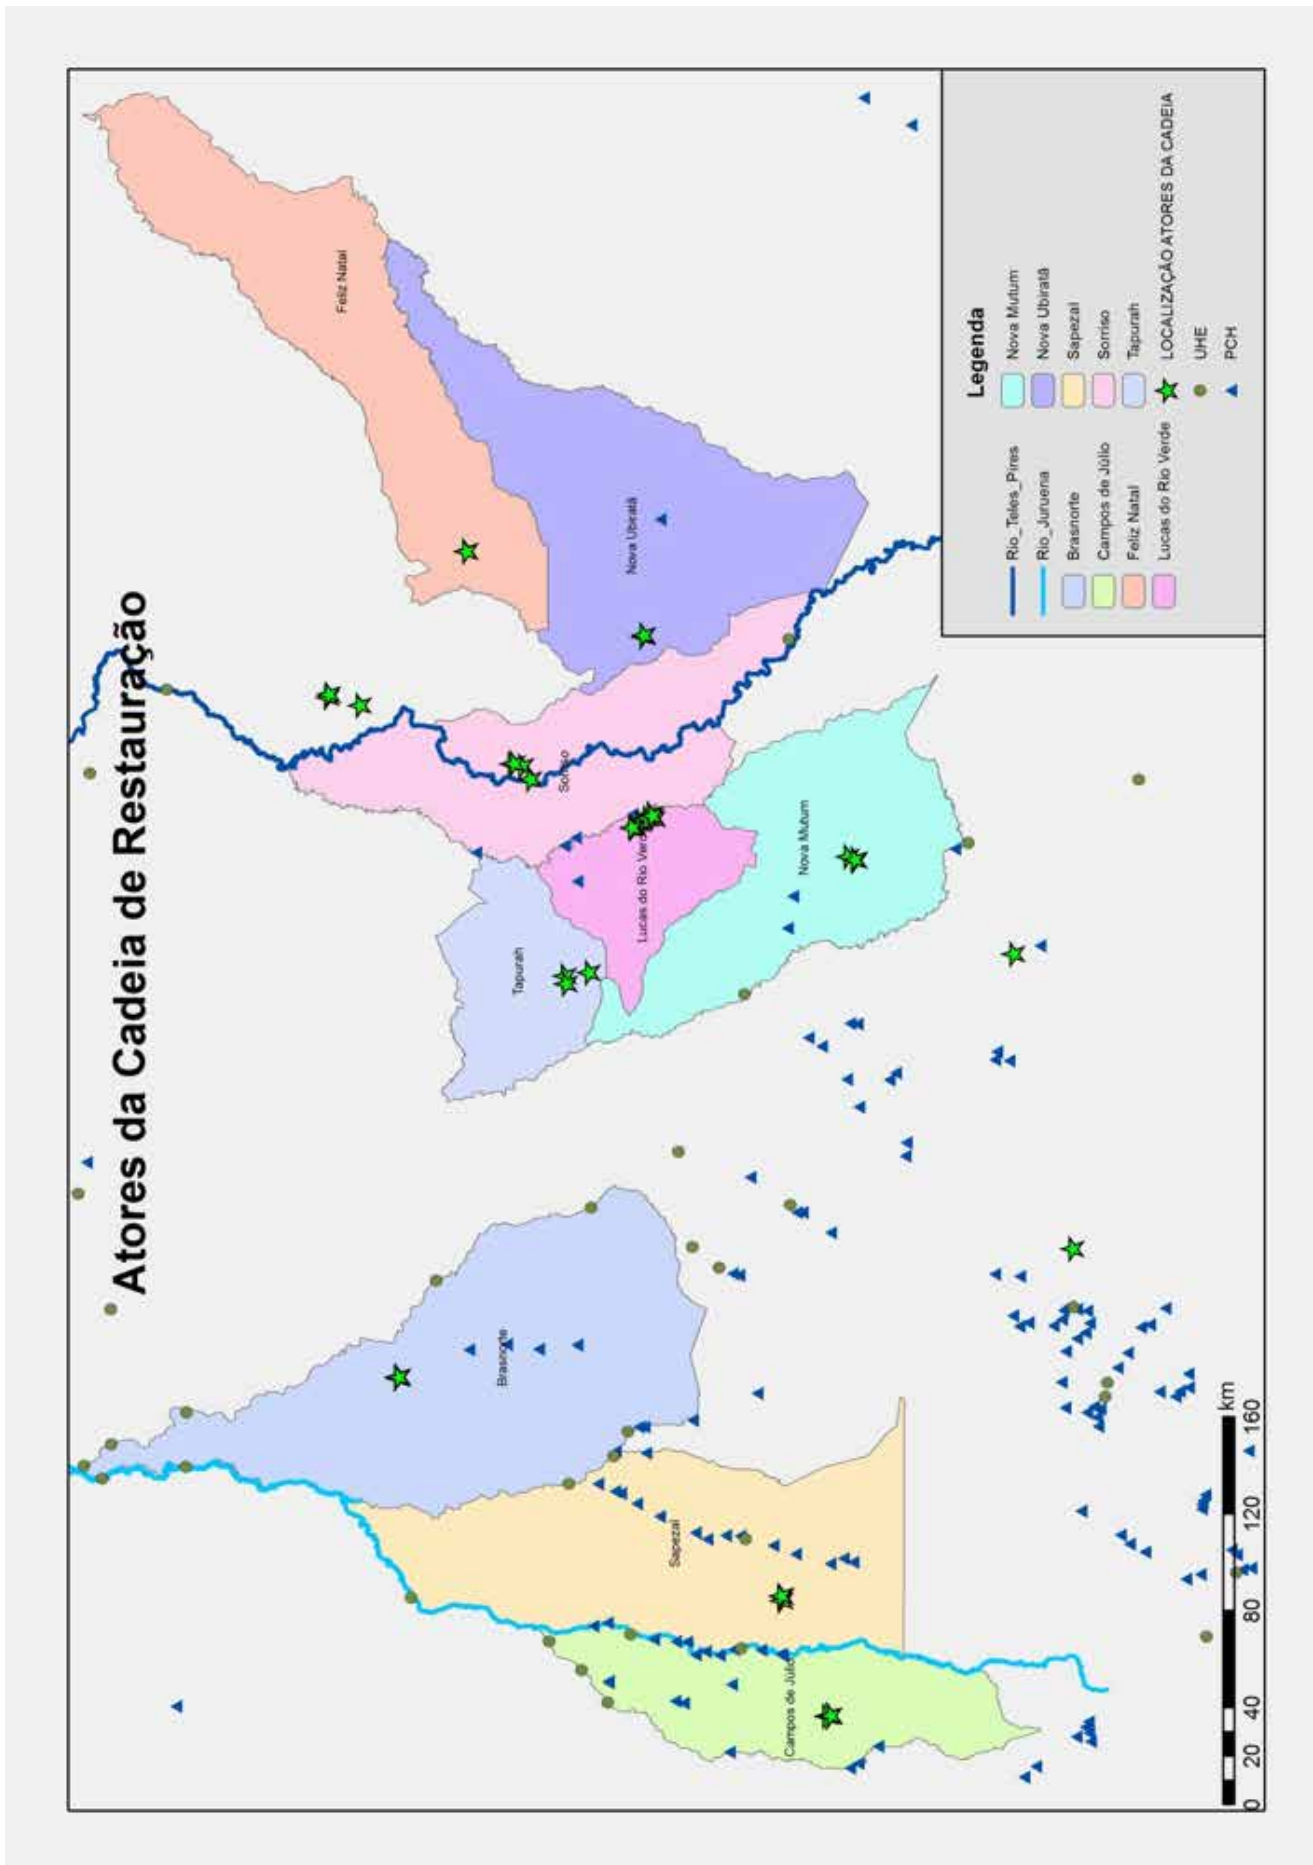 Atores da Cadeia de Restauração
Feliz Natal
Nova Ubiratã
Sorriso
Tapurah
Lucas do Rio Verde
Nova Mutum
Brasnorte
Sapezal
Campos de Júlio
Legenda
Rio_Teles_Pires
Rio_Juruena
Brasnorte
Campos de Júlio
Feliz Natal
Lucas do Rio Verde
Nova Mutum
Nova Ubiratã
Sapezal
Sorriso
Tapurah
LOCALIZAÇÃO ATORES DA CADEIA
UHE
PCH
km
0 20 40 80 120 160